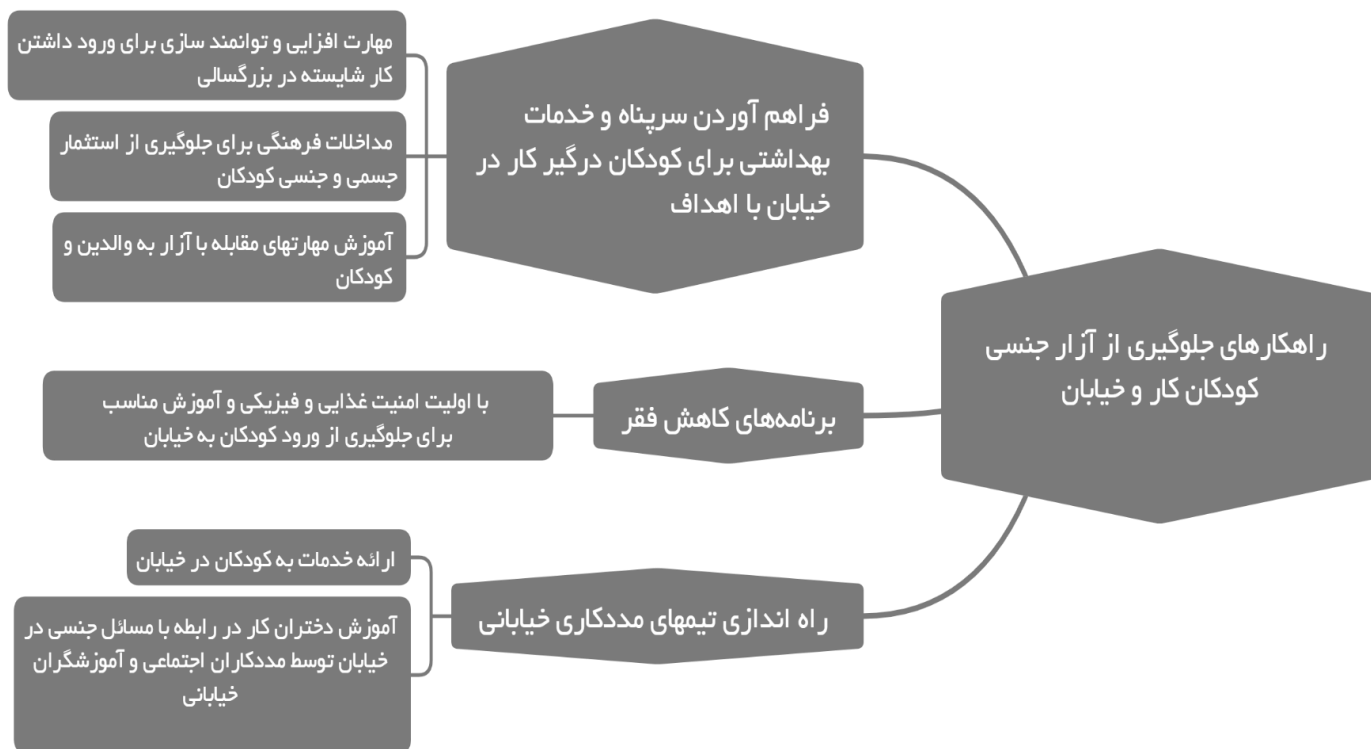 راهکارهای جلوگیری از آزار جنسی
کودکان کار و خیابان
فراهم آوردن سرپناه و خدمات
بهداشتی برای کودکان درگیر کار در
خیابان با اهداف
مهارت افزایی و توانمند سازی برای ورود داشتن
کار شایسته در بزرگسالی
مداخلات فرهنگی برای جلوگیری از استثمار
جسمی و جنسی کودکان
آموزش مهارتهای مقابله با آزار به والدین و
کودکان
برنامه‌های کاهش فقر
با اولیت امنیت غذایی و فیزیکی و آموزش مناسب
برای جلوگیری از ورود کودکان به خیابان
راه اندازی تیمهای مددکاری خیابانی
ارائه خدمات به کودکان در خیابان
آموزش دختران کار در رابطه با مسائل جنسی در
خیابان توسط مددکاران اجتماعی و آموزشگران
خیابانی